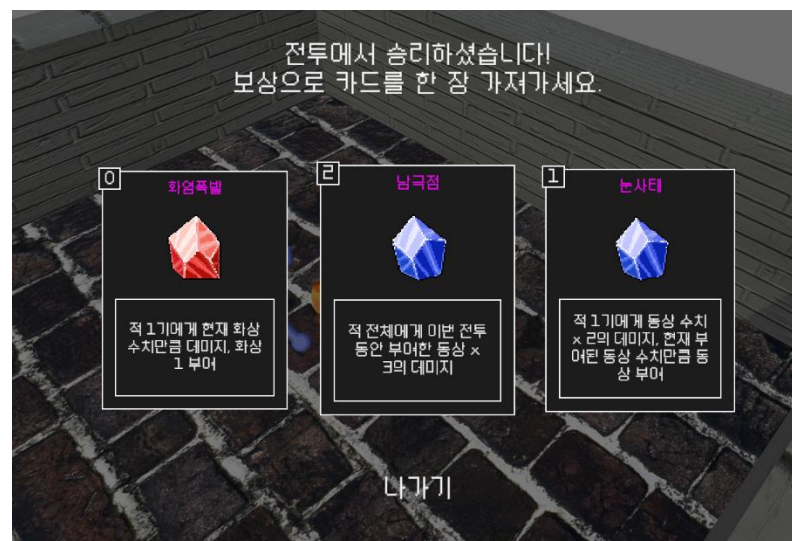 전투에서 승리하셨습니다!
보상으로 카드를 한 장 가져가세요.
0
화염폭발
적 1기에게 현재 화상
수치만큼 데미지, 화상
1 부여
2
남극점
적 전체에게 이번 전투
동안 부여한 동상 x
3의 데미지
1
눈사태
적 1기에게 동상 수치
x 2의 데미지, 현재 부
여된 동상 수치만큼 동
상 부여
나가기